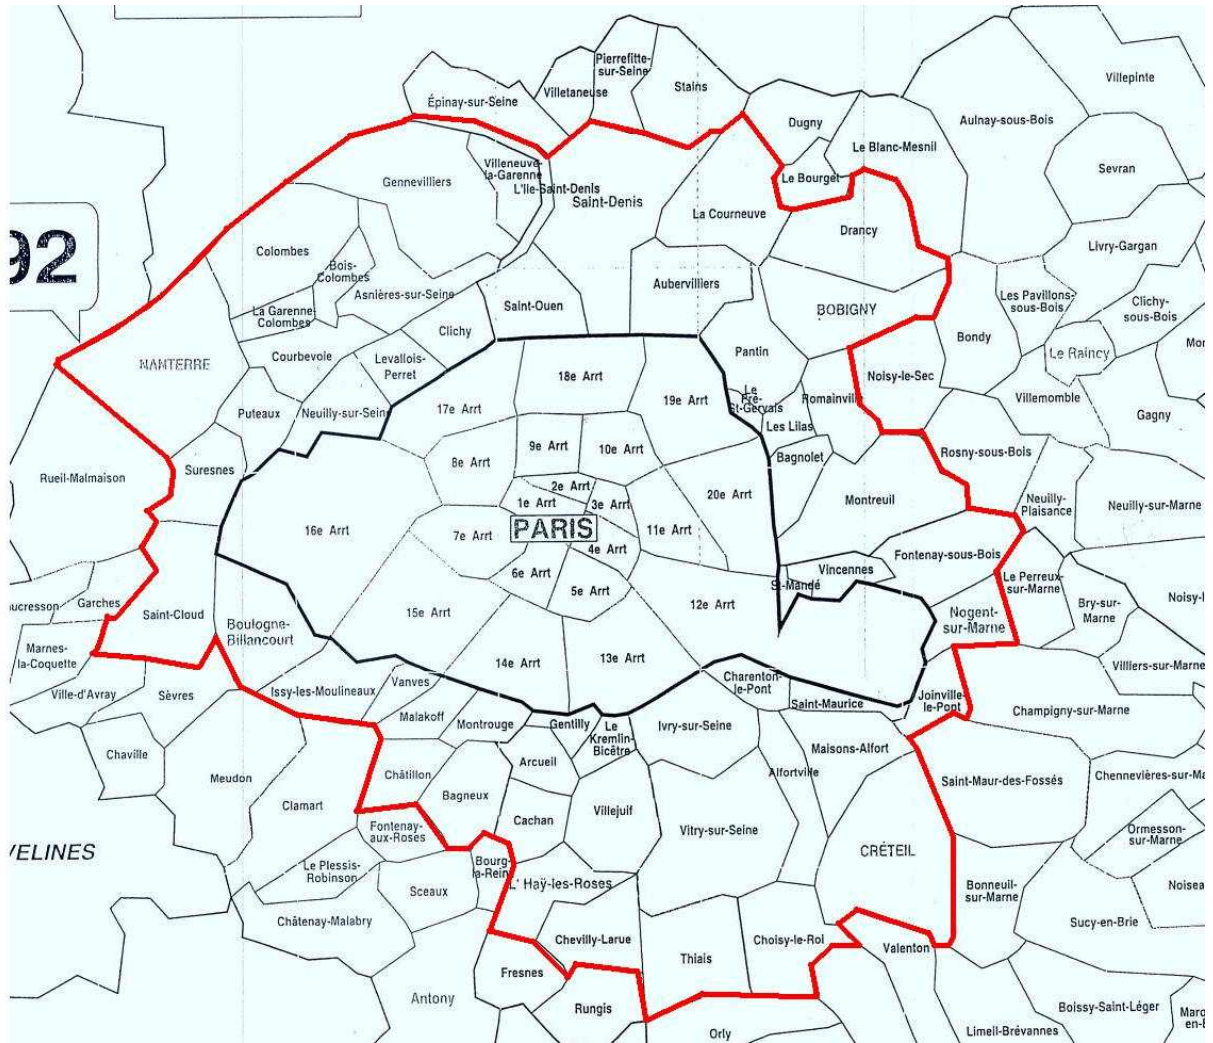 Pierrefitte-
sur-Seine
Villepinte
Stains
Villetaneuse
Épinay-sur-Seine
Aulnay-sous-Bois
Dugny
Le Blanc-Mesnil
Villeneuve-
la-Garenne
Sevran
Le Bourget
Gennevilliers
L'Ile-Saint-Denis
Saint-Denis
La Courneuve
Drancy
92
Colombes
Livry-Gargan
Bois-
Colombes
Aubervilliers
Asnières-sur-Seine
Les Pavillons-
sous-Bois
Clichy-
sous-Bois
Saint-Ouen
La Garenne-
Colombes
BOBIGNY
Clichy
Bondy
Courbevoie
Levallois-
Perret
Pantin
Le Raincy
NANTERRE
18e Arrt
Noisy-le-Sec
Le
Pré-
St-Gervais
Romainville
Villemomble
19e Arrt
17e Arrt
Puteaux
Neuilly-sur-Seine
Gagny
Les Lilas
9e Arrt
10e Arrt
Rosny-sous-Bois
Bagnolet
8e Arrt
Suresnes
Rueil-Malmaison
2e Arrt
20e Arrt
Montreuil
Neuilly-
Plaisance
Neuilly-sur-Marne
1e Arrt
3e Arrt
PARIS
16e Arrt
7e Arrt
11e Arrt
4e Arrt
Fontenay-sous-Bois
Vincennes
6e Arrt
Le Perreux-
sur-Marne
St-Mandé
5e Arrt
ucresson
Garches
12e Arrt
Bry-sur-
Marne
Noisy-l
Saint-Cloud
15e Arrt
Nogent-
sur-Marne
Boulogne-
Billancourt
Marnes-
la-Coquette
14e Arrt
13e Arrt
Villiers-sur-Marne
Charenton-
le-Pont
Ville-d'Avray
Sèvres
Issy-les-Moulineaux
Vanves
Joinville-
le-Pont
Saint-Maurice
Champigny-sur-Marne
Malakoff
Montrouge
Gentilly
Le
Kremlin-
Bicêtre
Ivry-sur-Seine
Chaville
Maisons-Alfort
Arcueil
Meudon
Châtillon
Alfortville
Saint-Maur-des-Fossés
Chennevières-sur-Ma
Clamart
Bagneux
Villejuif
Cachan
Fontenay-
aux-Roses
Vitry-sur-Seine
Ormesson-
sur-Marne
VELINES
CRÉTEIL
Le Plessis-
Robinson
Bourg-
la-Reine
L'Haÿ-les-Roses
Sceaux
Bonneuil-
sur-Marne
Noisea
Châtenay-Malabry
Sucy-en-Brie
Chevilly-Larue
Choisy-le-Roi
Valenton
Thiais
Fresnes
Antony
Rungis
Boissy-Saint-Léger
Orly
Limeil-Brévannes